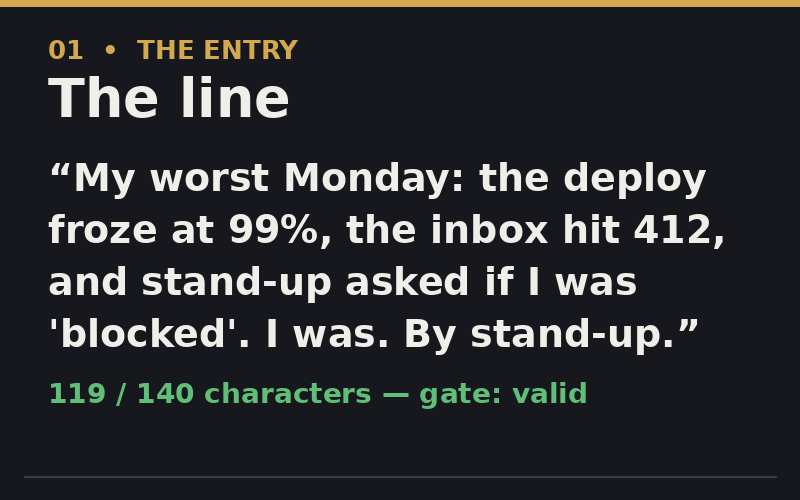 01 • THE ENTRY
The line
“My worst Monday: the deploy
froze at 99%, the inbox hit 412,
and stand-up asked if I was
'blocked'. I was. By stand-up.”
119 / 140 characters — gate: valid